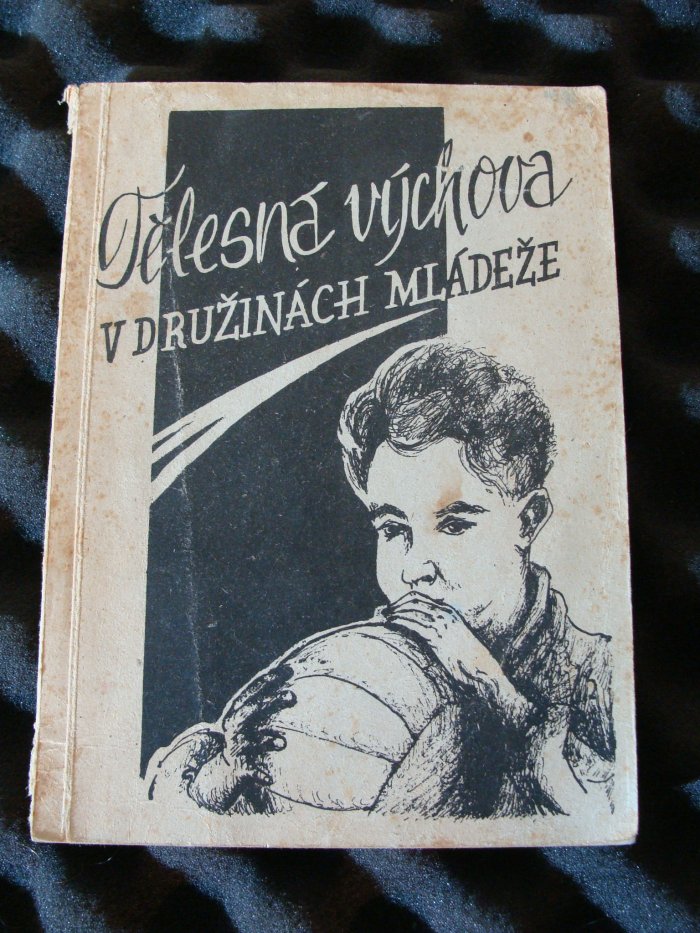 Tělesná výchova
V DRUŽINÁCH MLÁDEŽE